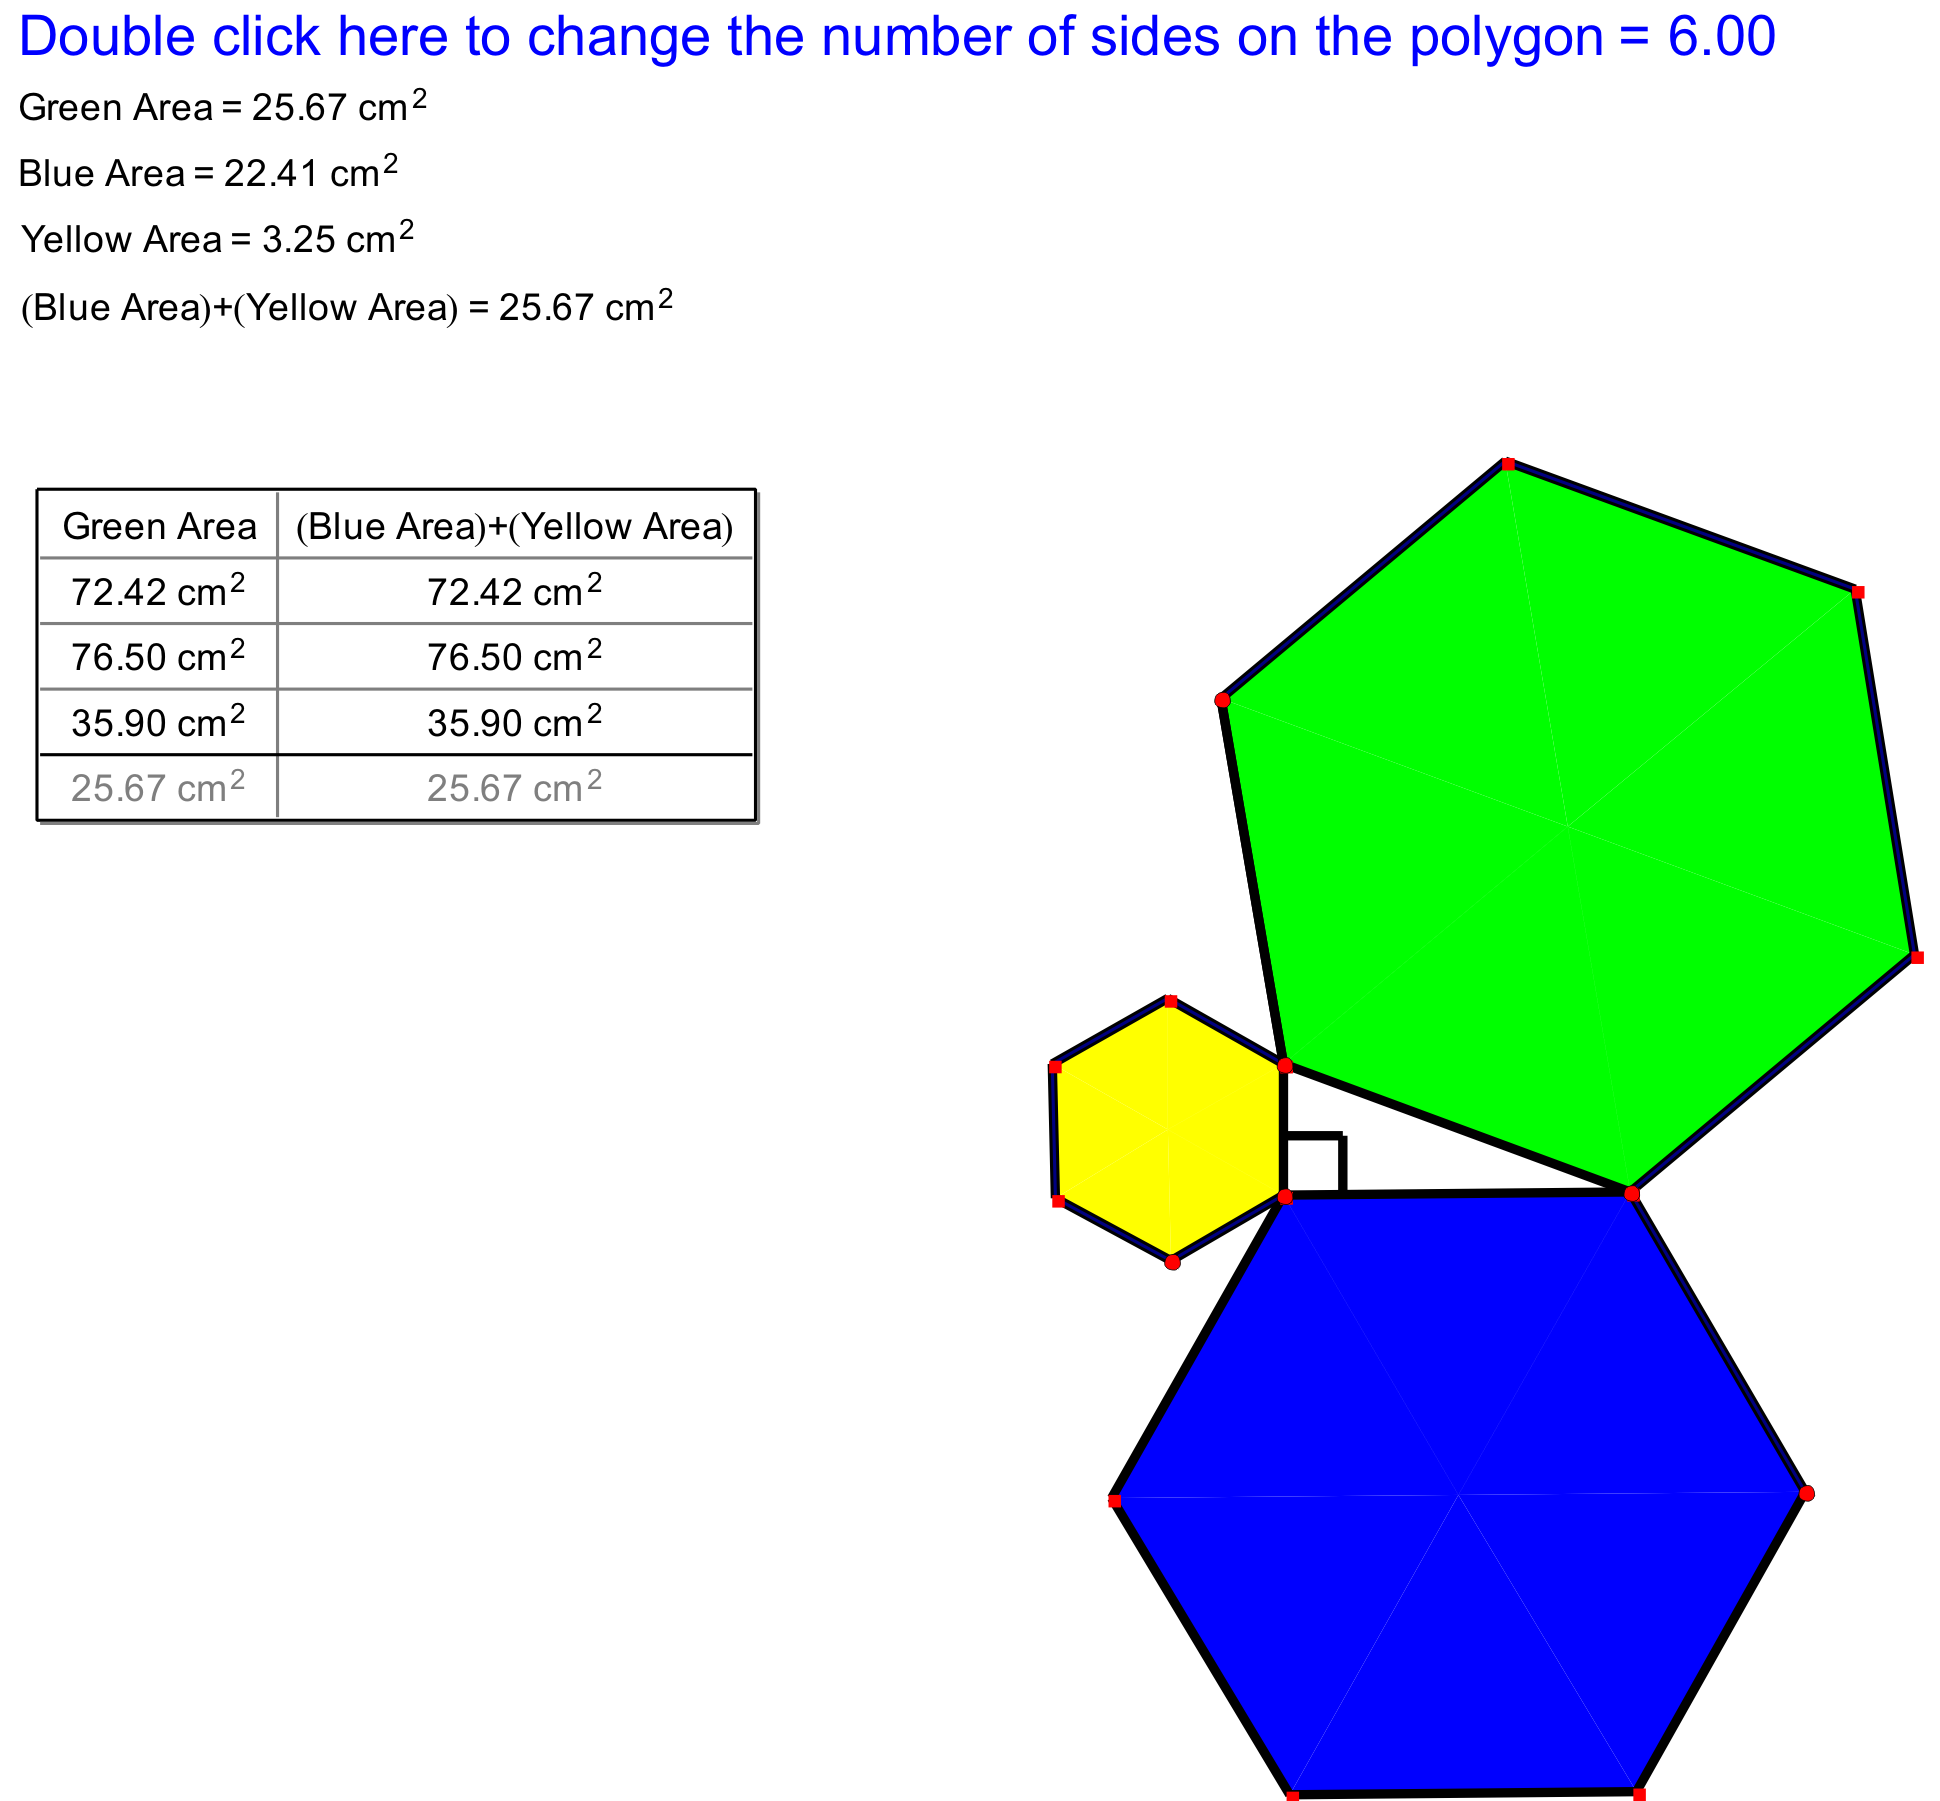 Double click here to change the number of sides on the polygon = 6.00
Green Area = 25.67 cm²
Blue Area = 22.41 cm²
Yellow Area = 3.25 cm²
(Blue Area)+(Yellow Area) = 25.67 cm²
Green Area (Blue Area)+(Yellow Area)
72.42 cm² 72.42 cm²
76.50 cm² 76.50 cm²
35.90 cm² 35.90 cm²
25.67 cm² 25.67 cm²